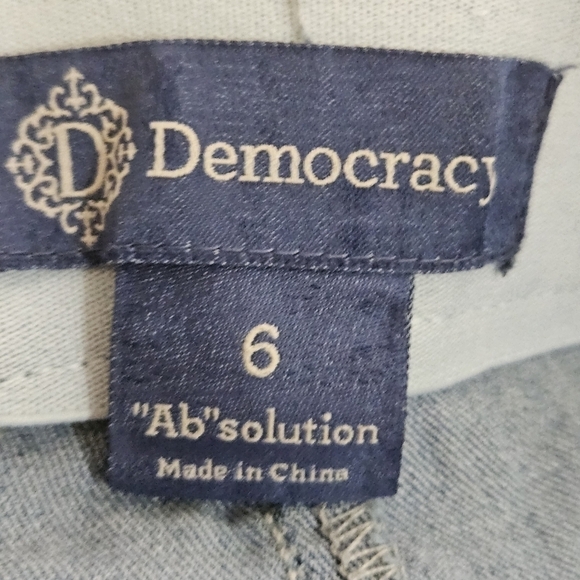 D Democracy
6
"Ab"solution
Made in China